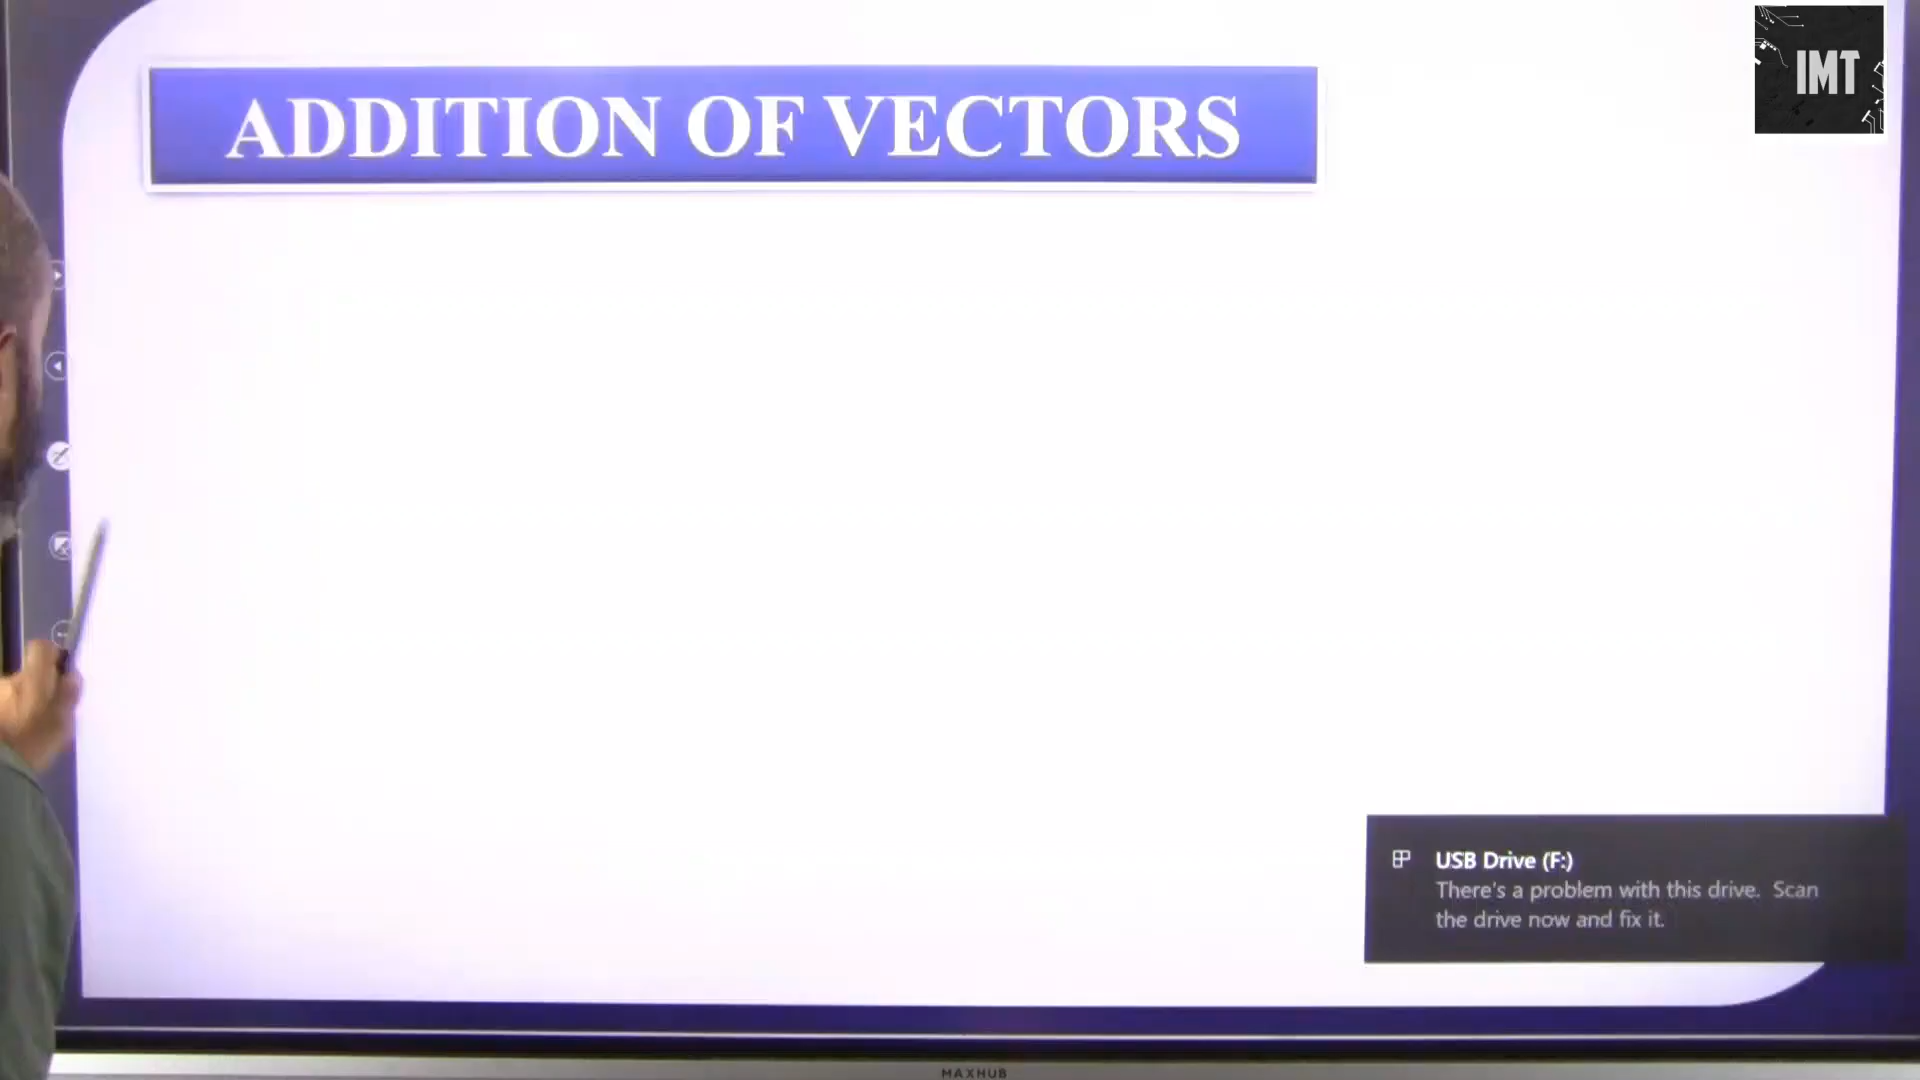 IMT
ADDITION OF VECTORS
USB Drive (F:)
There's a problem with this drive. Scan
the drive now and fix it.
MAXHUB